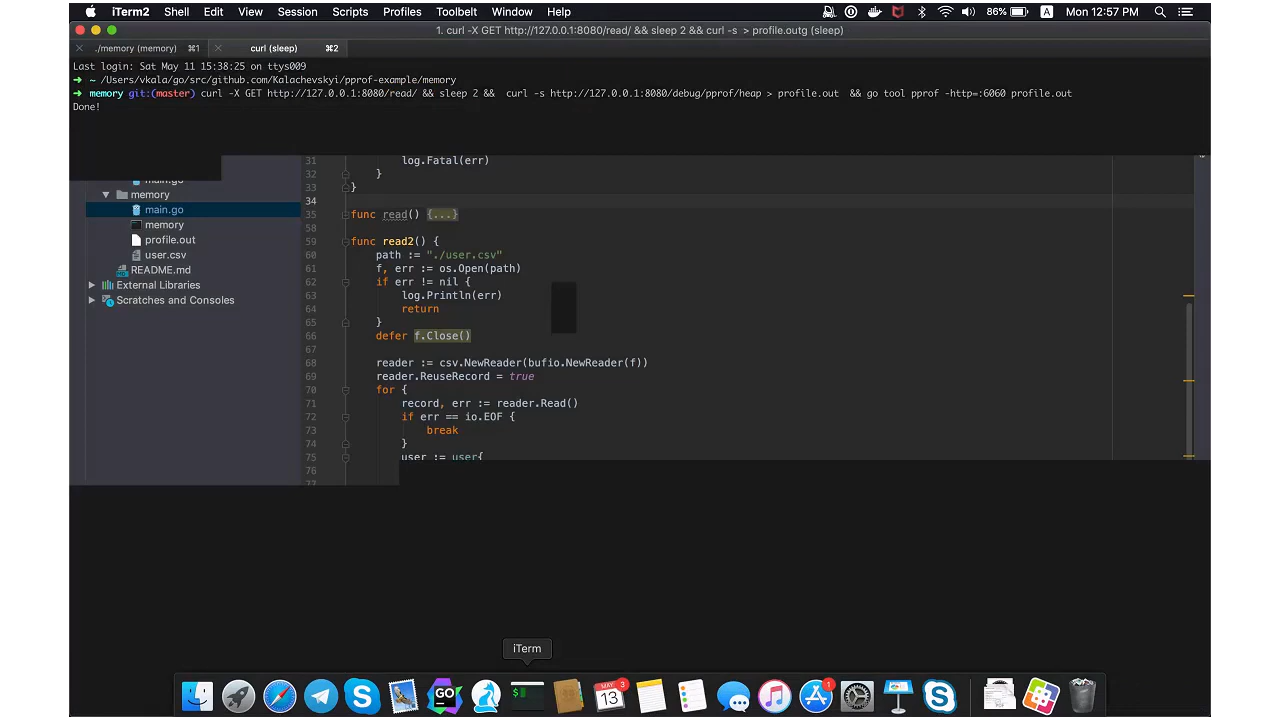 iTerm2 Shell Edit View Session Scripts Profiles Toolbelt Window Help 86% A Mon 12:57 PM
1. curl -X GET http://127.0.0.1:8080/read/ && sleep 2 && curl -s > profile.outg (sleep)
./memory (memory) ⌘1 curl (sleep) ⌘2
Last login: Sat May 11 15:38:25 on ttys009
➜ ~ /Users/vkala/go/src/github.com/Kalachevskyi/pprof-example/memory
➜ memory git:(master) curl -X GET http://127.0.0.1:8080/read/ && sleep 2 && curl -s http://127.0.0.1:8080/debug/pprof/heap > profile.out && go tool pprof -http=:6060 profile.out
Done!
main.go
memory
main.go
memory
profile.out
user.csv
README.md
External Libraries
Scratches and Consoles
31 log.Fatal(err)
32 }
33 }
34
35 func read() {...}
58
59 func read2() {
60 path := "./user.csv"
61 f, err := os.Open(path)
62 if err != nil {
63 log.Println(err)
64 return
65 }
66 defer f.Close()
67
68 reader := csv.NewReader(bufio.NewReader(f))
69 reader.ReuseRecord = true
70 for {
71 record, err := reader.Read()
72 if err == io.EOF {
73 break
74 }
75 user := user{
76
77
iTerm
GO
$
MAY 13 3
1